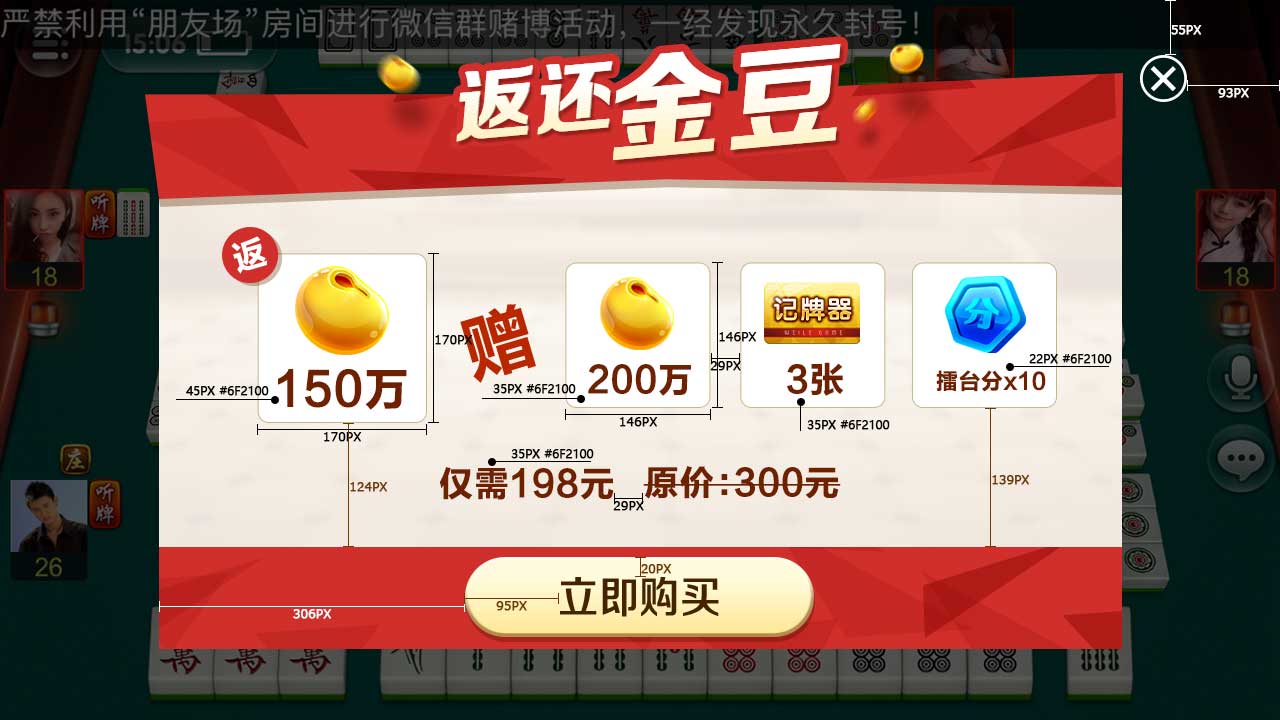 严禁利用“朋友场”房间进行微信群赌博活动，一经发现永久封号！
15:06
55PX
93PX
返还金豆
听牌
18
18
返
170PX
赠
146PX
29PX
记牌器
WEILE GAME
分
22PX #6F2100
45PX #6F2100
150万
35PX #6F2100
200万
3张
擂台分x10
170PX
146PX
35PX #6F2100
庄
听牌
26
124PX
35PX #6F2100
仅需198元
29PX
原价:300元
139PX
20PX
立即购买
95PX
306PX
萬
萬
萬